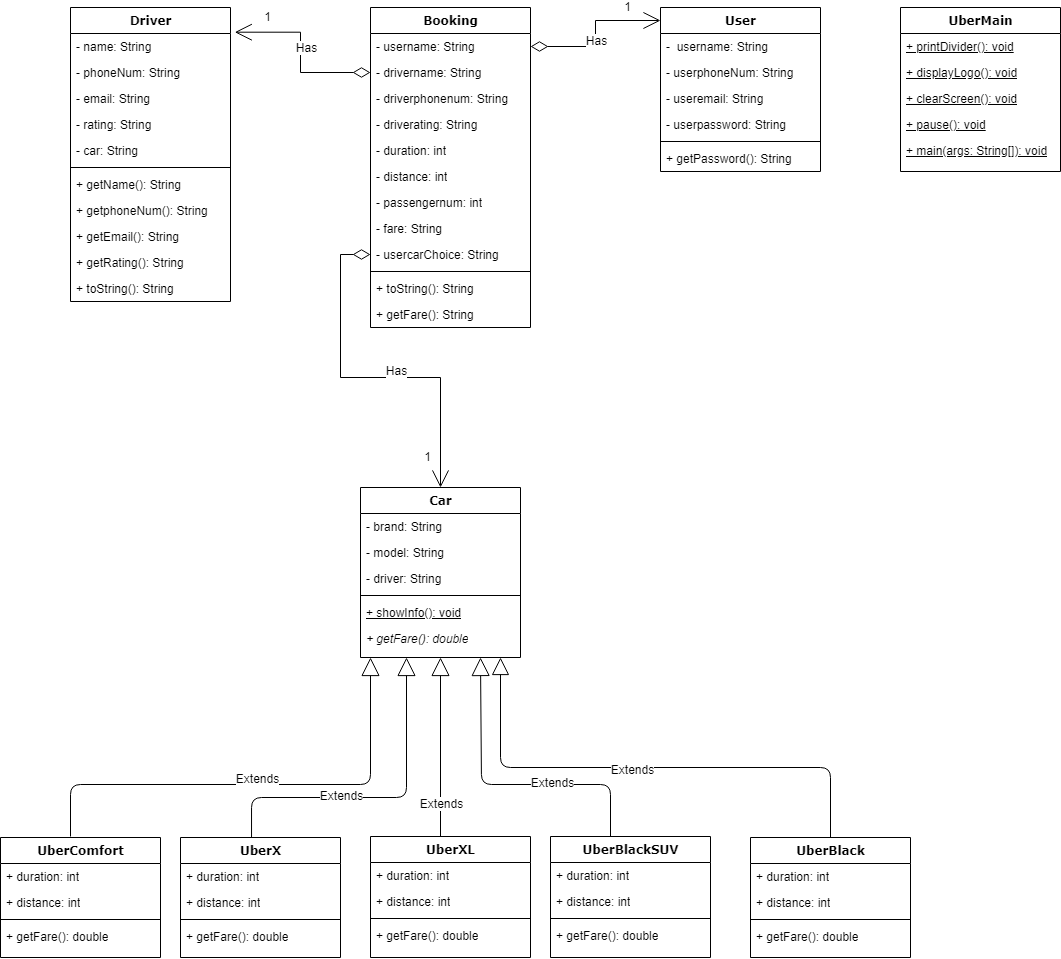 Driver
- name: String
- phoneNum: String
- email: String
- rating: String
- car: String
+ getName(): String
+ getphoneNum(): String
+ getEmail(): String
+ getRating(): String
+ toString(): String
1
Has
Booking
- username: String
- drivername: String
- driverphonenum: String
- driverating: String
- duration: int
- distance: int
- passengernum: int
- fare: String
- usercarChoice: String
+ toString(): String
+ getFare(): String
1
Has
User
- username: String
- userphoneNum: String
- useremail: String
- userpassword: String
+ getPassword(): String
UberMain
+ printDivider(): void
+ displayLogo(): void
+ clearScreen(): void
+ pause(): void
+ main(args: String[]): void
Has
1
Car
- brand: String
- model: String
- driver: String
+ showInfo(): void
+ getFare(): double
Extends
Extends
Extends
Extends
Extends
UberComfort
+ duration: int
+ distance: int
+ getFare(): double
UberX
+ duration: int
+ distance: int
+ getFare(): double
UberXL
+ duration: int
+ distance: int
+ getFare(): double
UberBlackSUV
+ duration: int
+ distance: int
+ getFare(): double
UberBlack
+ duration: int
+ distance: int
+ getFare(): double